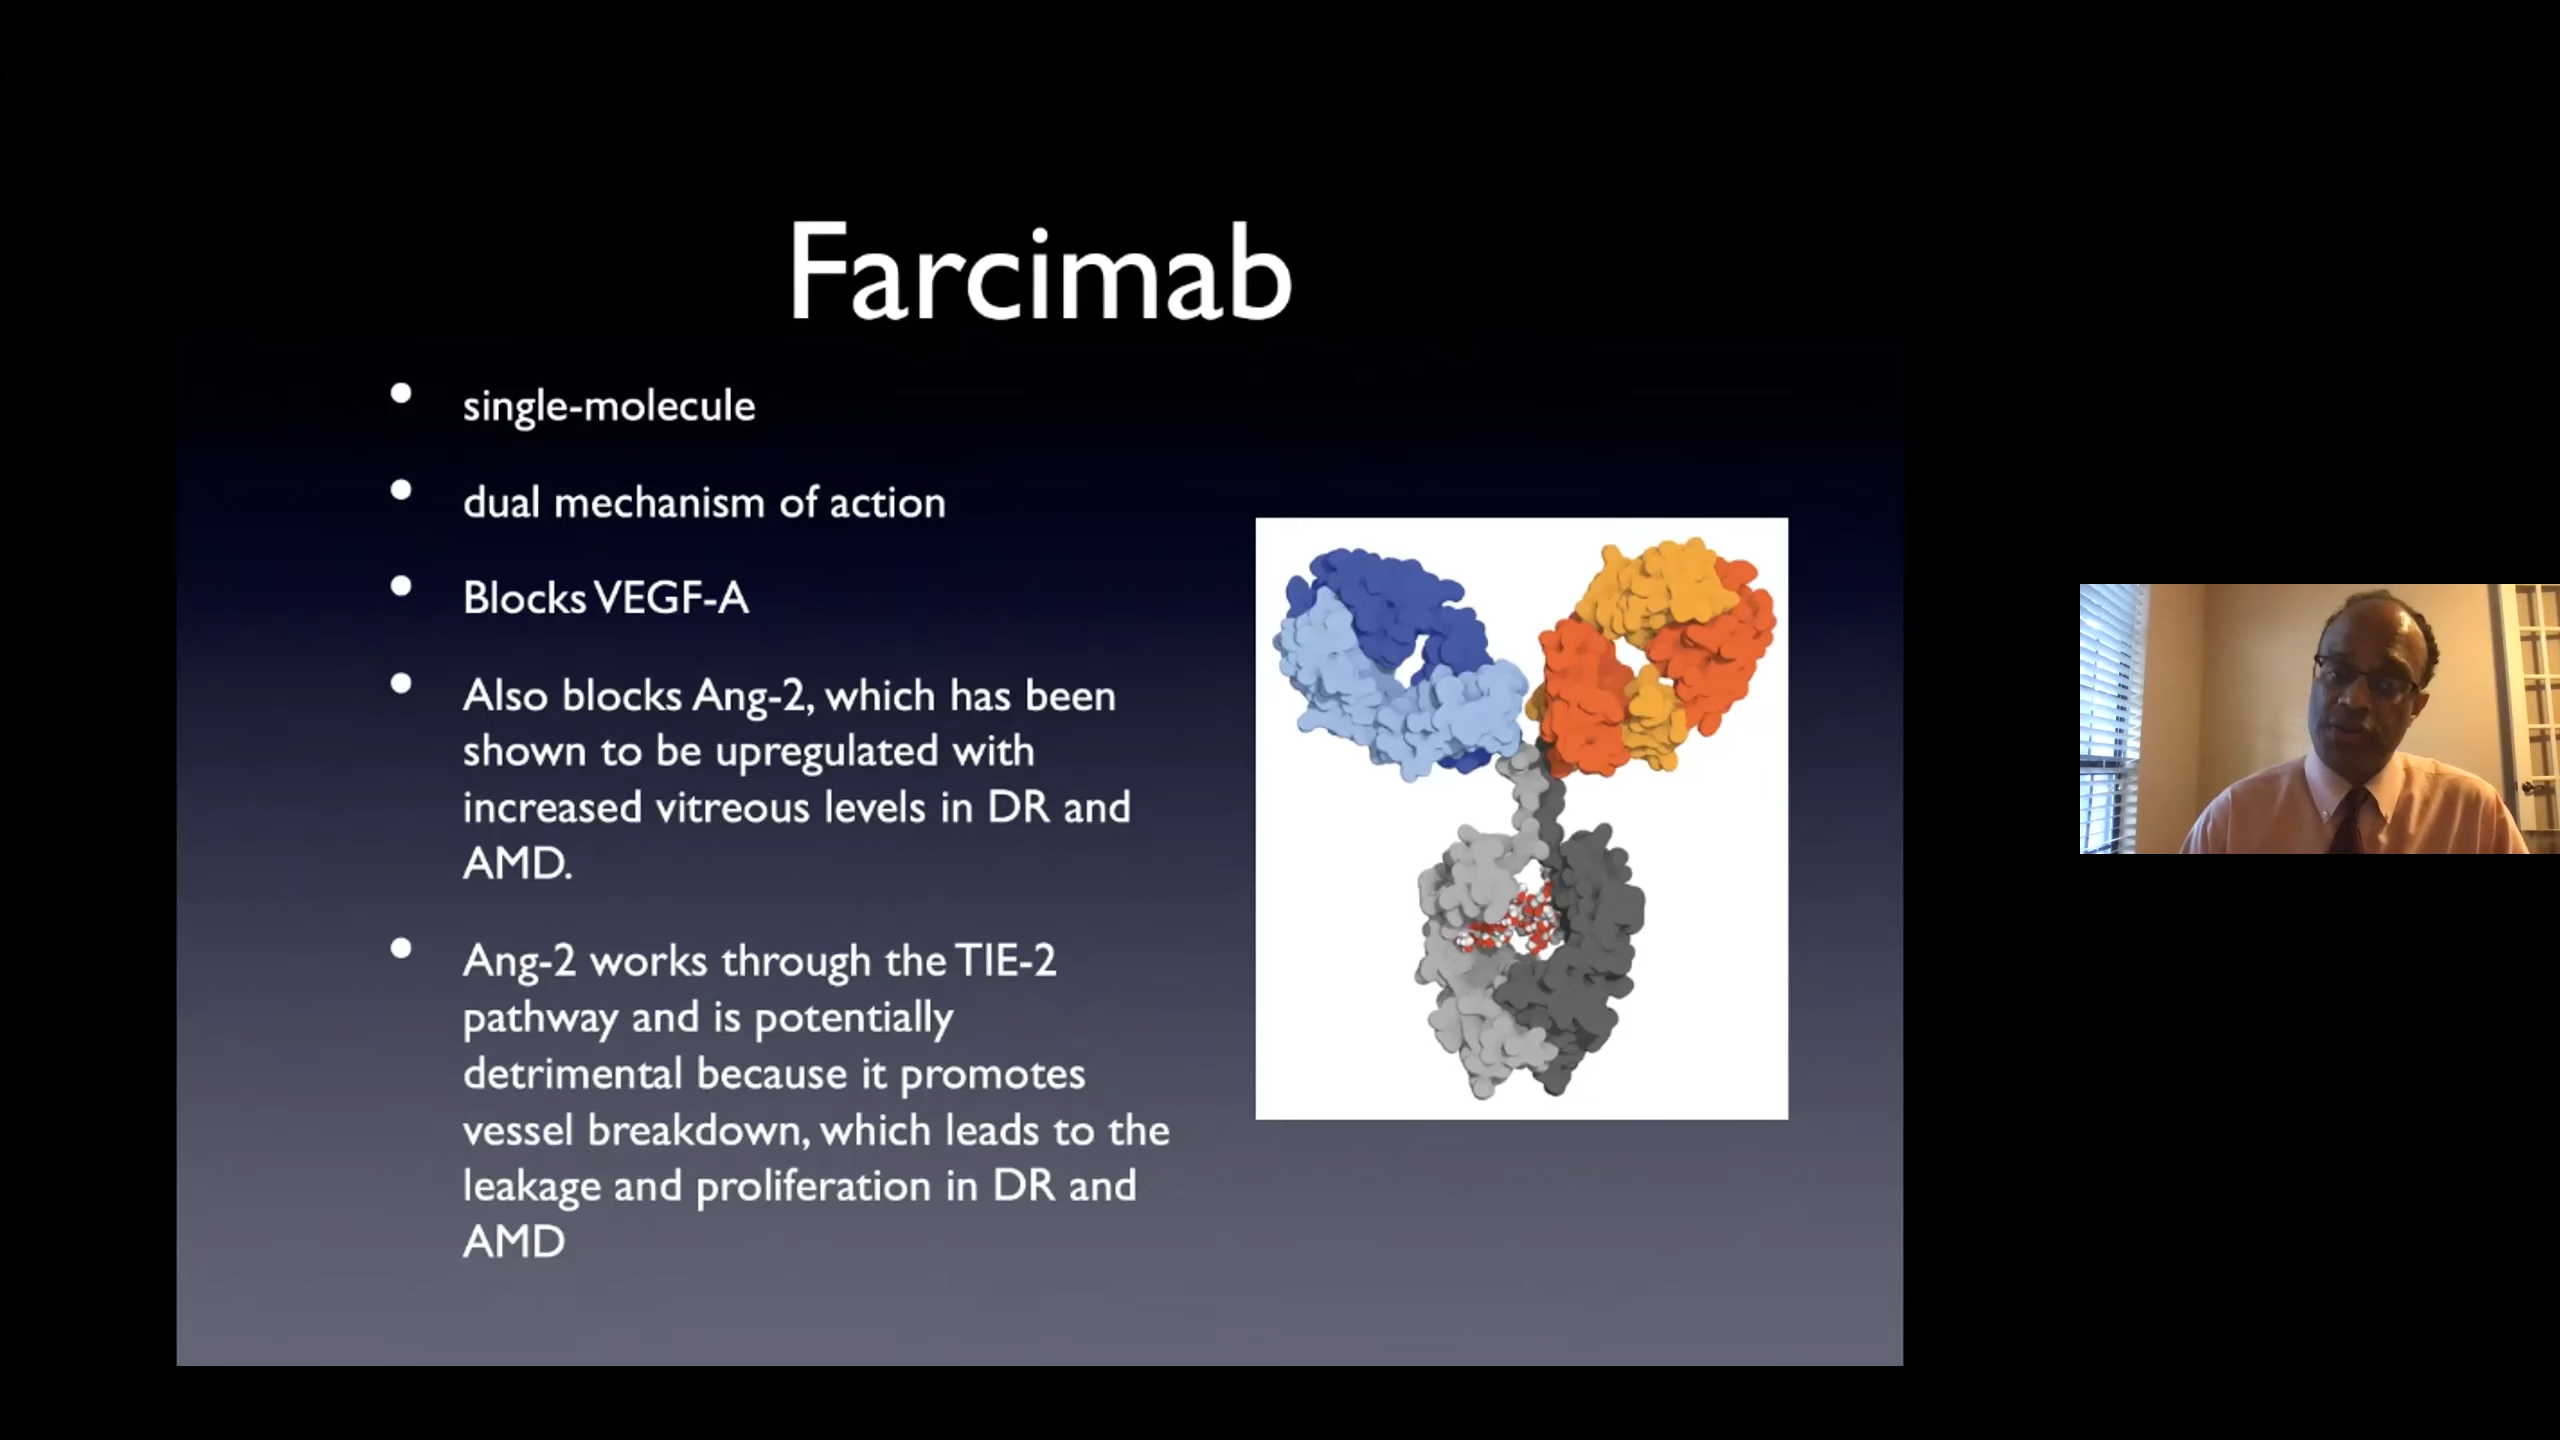 Farcimab
single-molecule
dual mechanism of action
Blocks VEGF-A
Also blocks Ang-2, which has been
shown to be upregulated with
increased vitreous levels in DR and
AMD.
Ang-2 works through the TIE-2
pathway and is potentially
detrimental because it promotes
vessel breakdown, which leads to the
leakage and proliferation in DR and
AMD